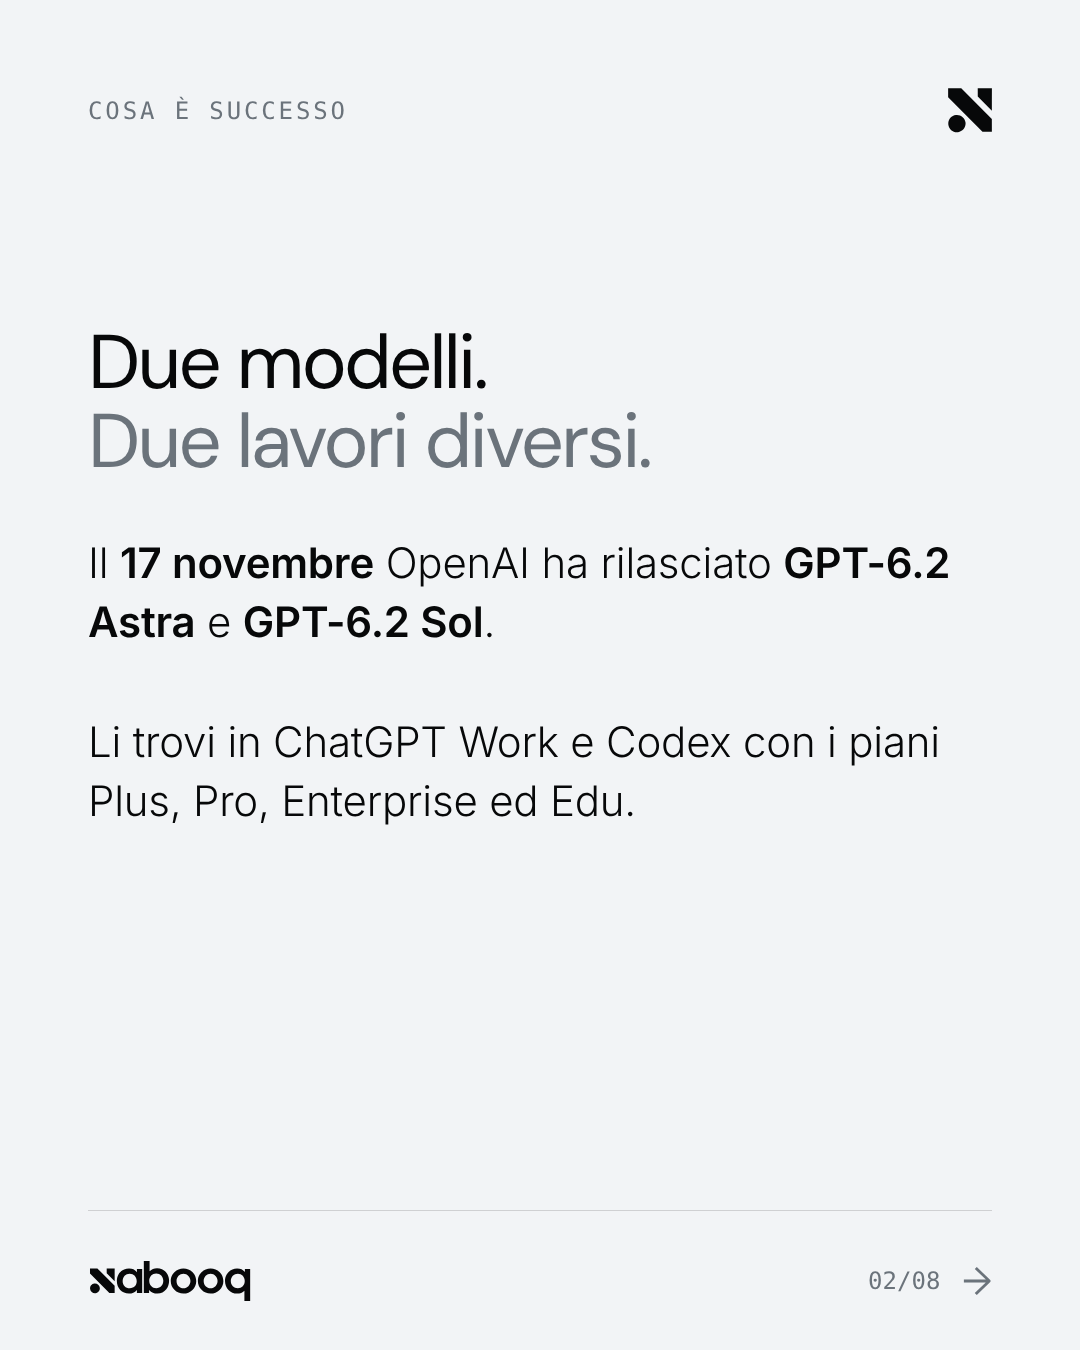 COSA È SUCCESSO
Due modelli.
Due lavori diversi.
Il 17 novembre OpenAI ha rilasciato GPT-6.2
Astra e GPT-6.2 Sol.
Li trovi in ChatGPT Work e Codex con i piani
Plus, Pro, Enterprise ed Edu.
nabooq
02/08